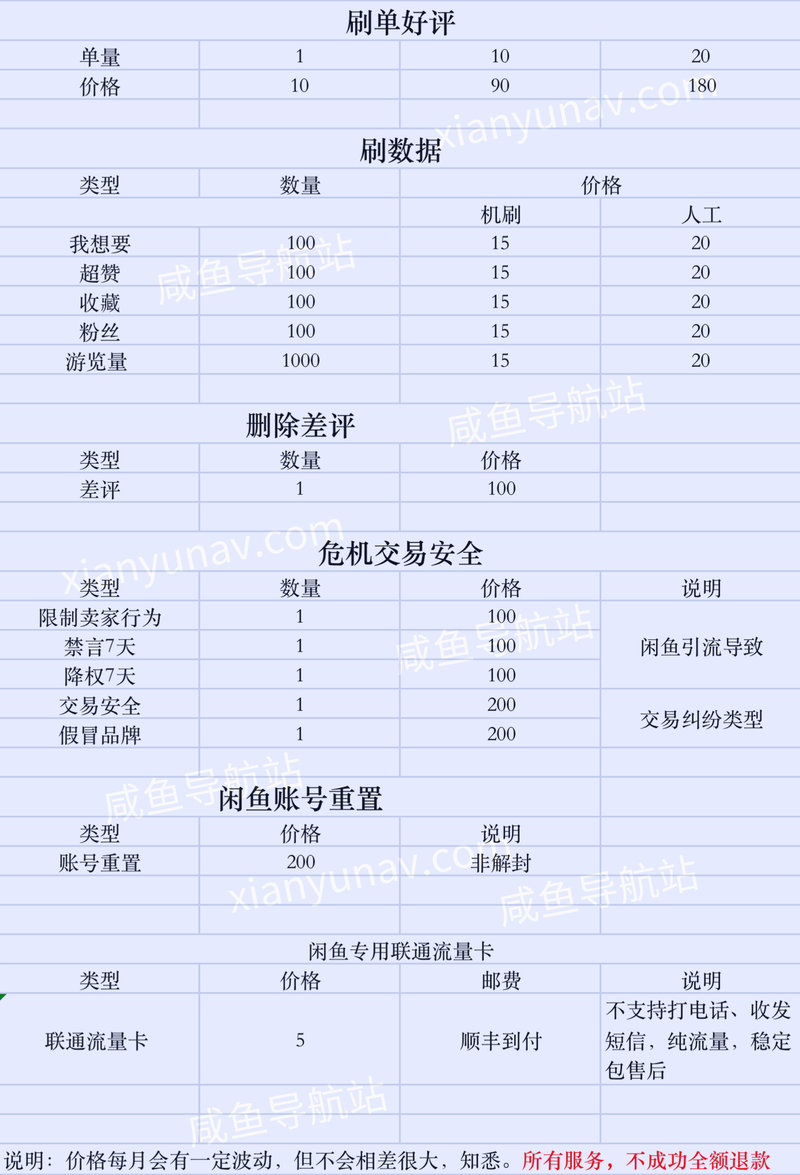 刷单好评
单量 1 10 20
价格 10 90 180
xianyunav.com
刷数据
类型 数量 价格
机刷 人工
我想要 100 15 20
超赞 100 15 20
咸鱼导航站
收藏 100 15 20
粉丝 100 15 20
游览量 1000 15 20
咸鱼导航站
删除差评
类型 数量 价格
差评 1 100
xianyunav.com
危机交易安全
类型 数量 价格 说明
限制卖家行为 1 100
禁言7天 1 100 闲鱼引流导致
咸鱼导航站
降权7天 1 100
交易安全 1 200
交易纠纷类型
假冒品牌 1 200
咸鱼导航站
闲鱼账号重置
类型 价格 说明
账号重置 200 非解封
xianyunav.com
咸鱼导航站
闲鱼专用联通流量卡
类型 价格 邮费 说明
不支持打电话、收发
联通流量卡 5 顺丰到付 短信，纯流量，稳定
包售后
咸鱼导航站
说明：价格每月会有一定波动，但不会相差很大，知悉。所有服务，不成功全额退款